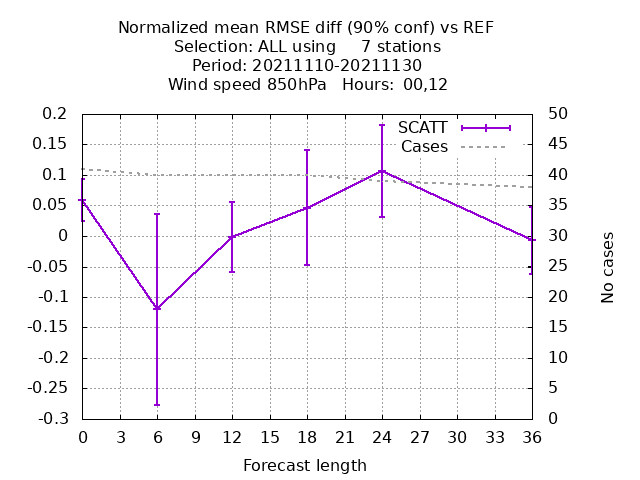 Normalized mean RMSE diff (90% conf) vs REF
Selection: ALL using     7 stations
Period: 20211110-20211130
Wind speed 850hPa   Hours: 00,12
SCATT
Cases
0.2
0.15
0.1
0.05
0
-0.05
-0.1
-0.15
-0.2
-0.25
-0.3
50
45
40
35
30
25
20
15
10
5
0
No cases
0 3 6 9 12 15 18 21 24 27 30 33 36
Forecast length